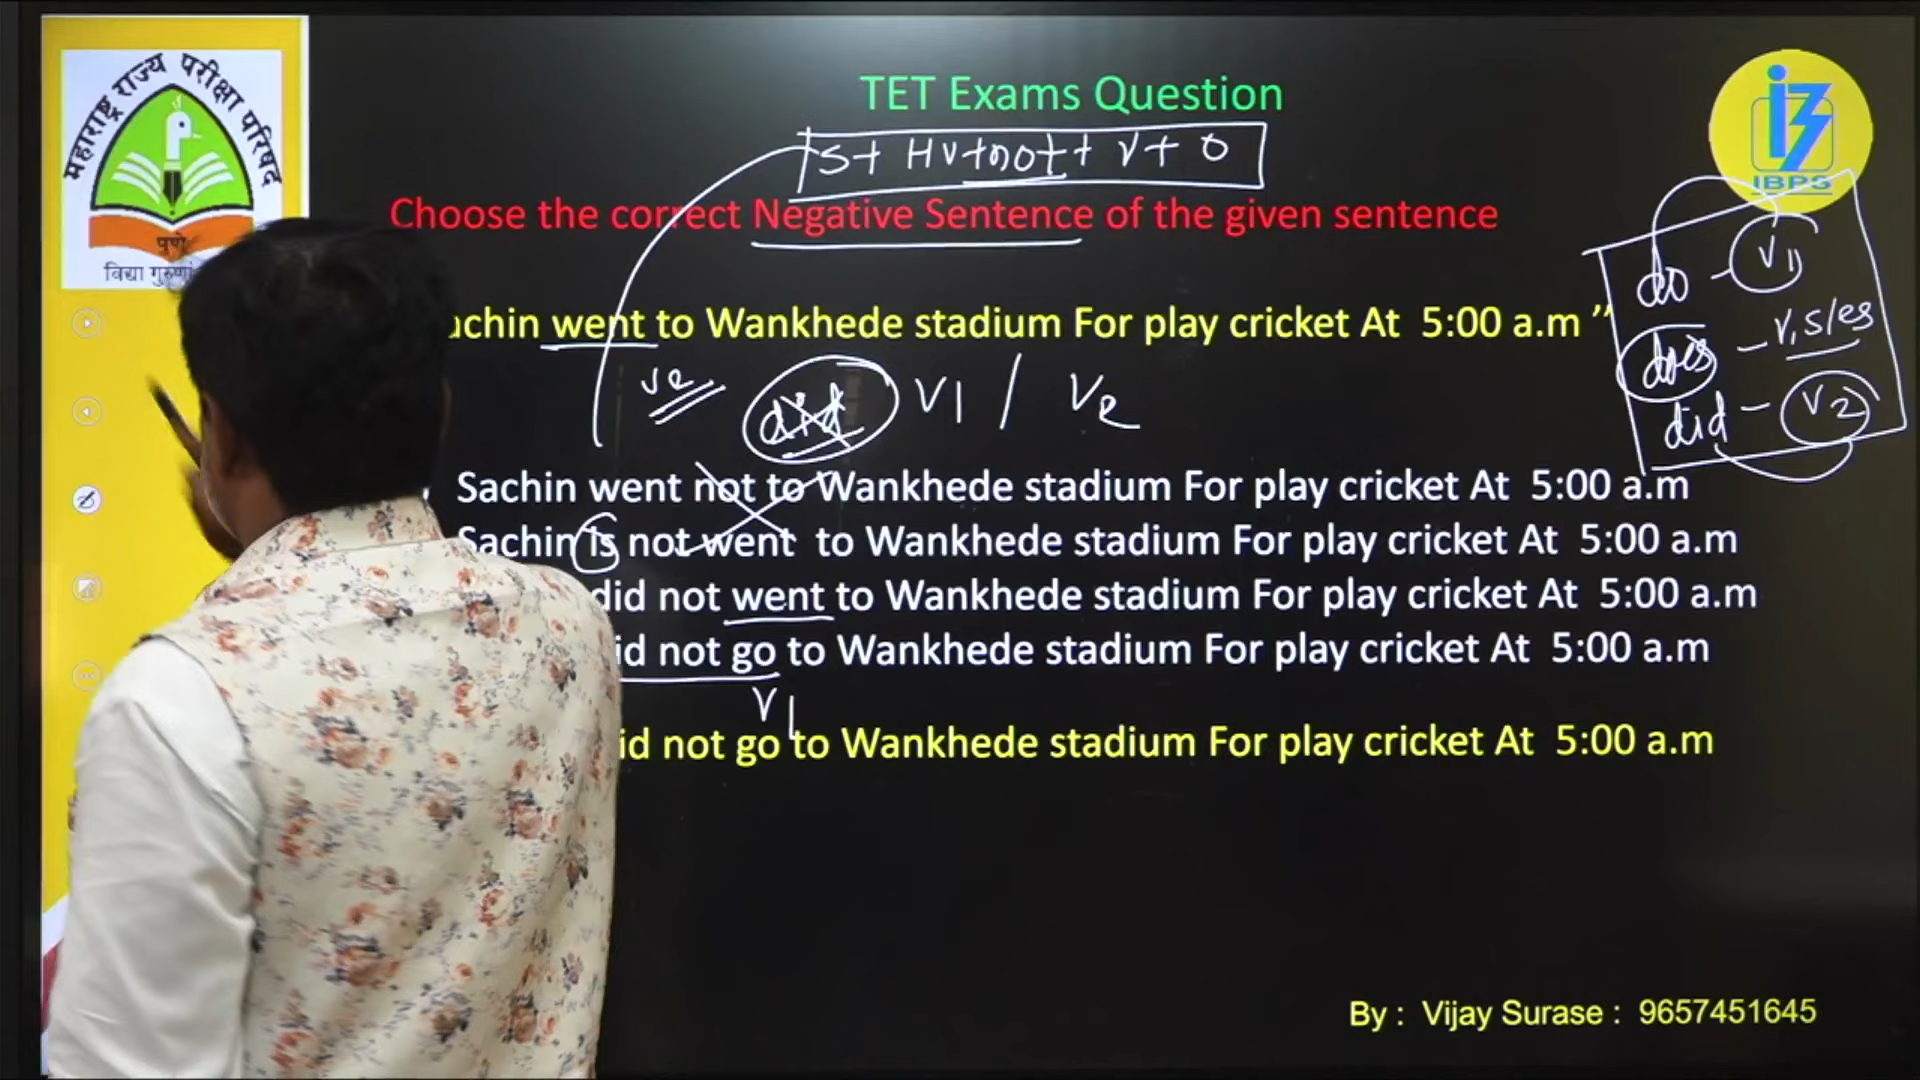 महाराष्ट्र राज्य परीक्षा परिषद
पुणे
विद्या
TET Exams Question
S+ HV+not+ V+ O
IBPS
Choose the correct Negative Sentence of the given sentence
do - V1
achin went to Wankhede stadium For play cricket At 5:00 a.m ”
does - V1 s/es
did V1 /
did - V2
Sachin went not to Wankhede stadium For play cricket At 5:00 a.m
Sachin is not went to Wankhede stadium For play cricket At 5:00 a.m
did not went to Wankhede stadium For play cricket At 5:00 a.m
id not go to Wankhede stadium For play cricket At 5:00 a.m
V1
id not go to Wankhede stadium For play cricket At 5:00 a.m
By : Vijay Surase : 9657451645